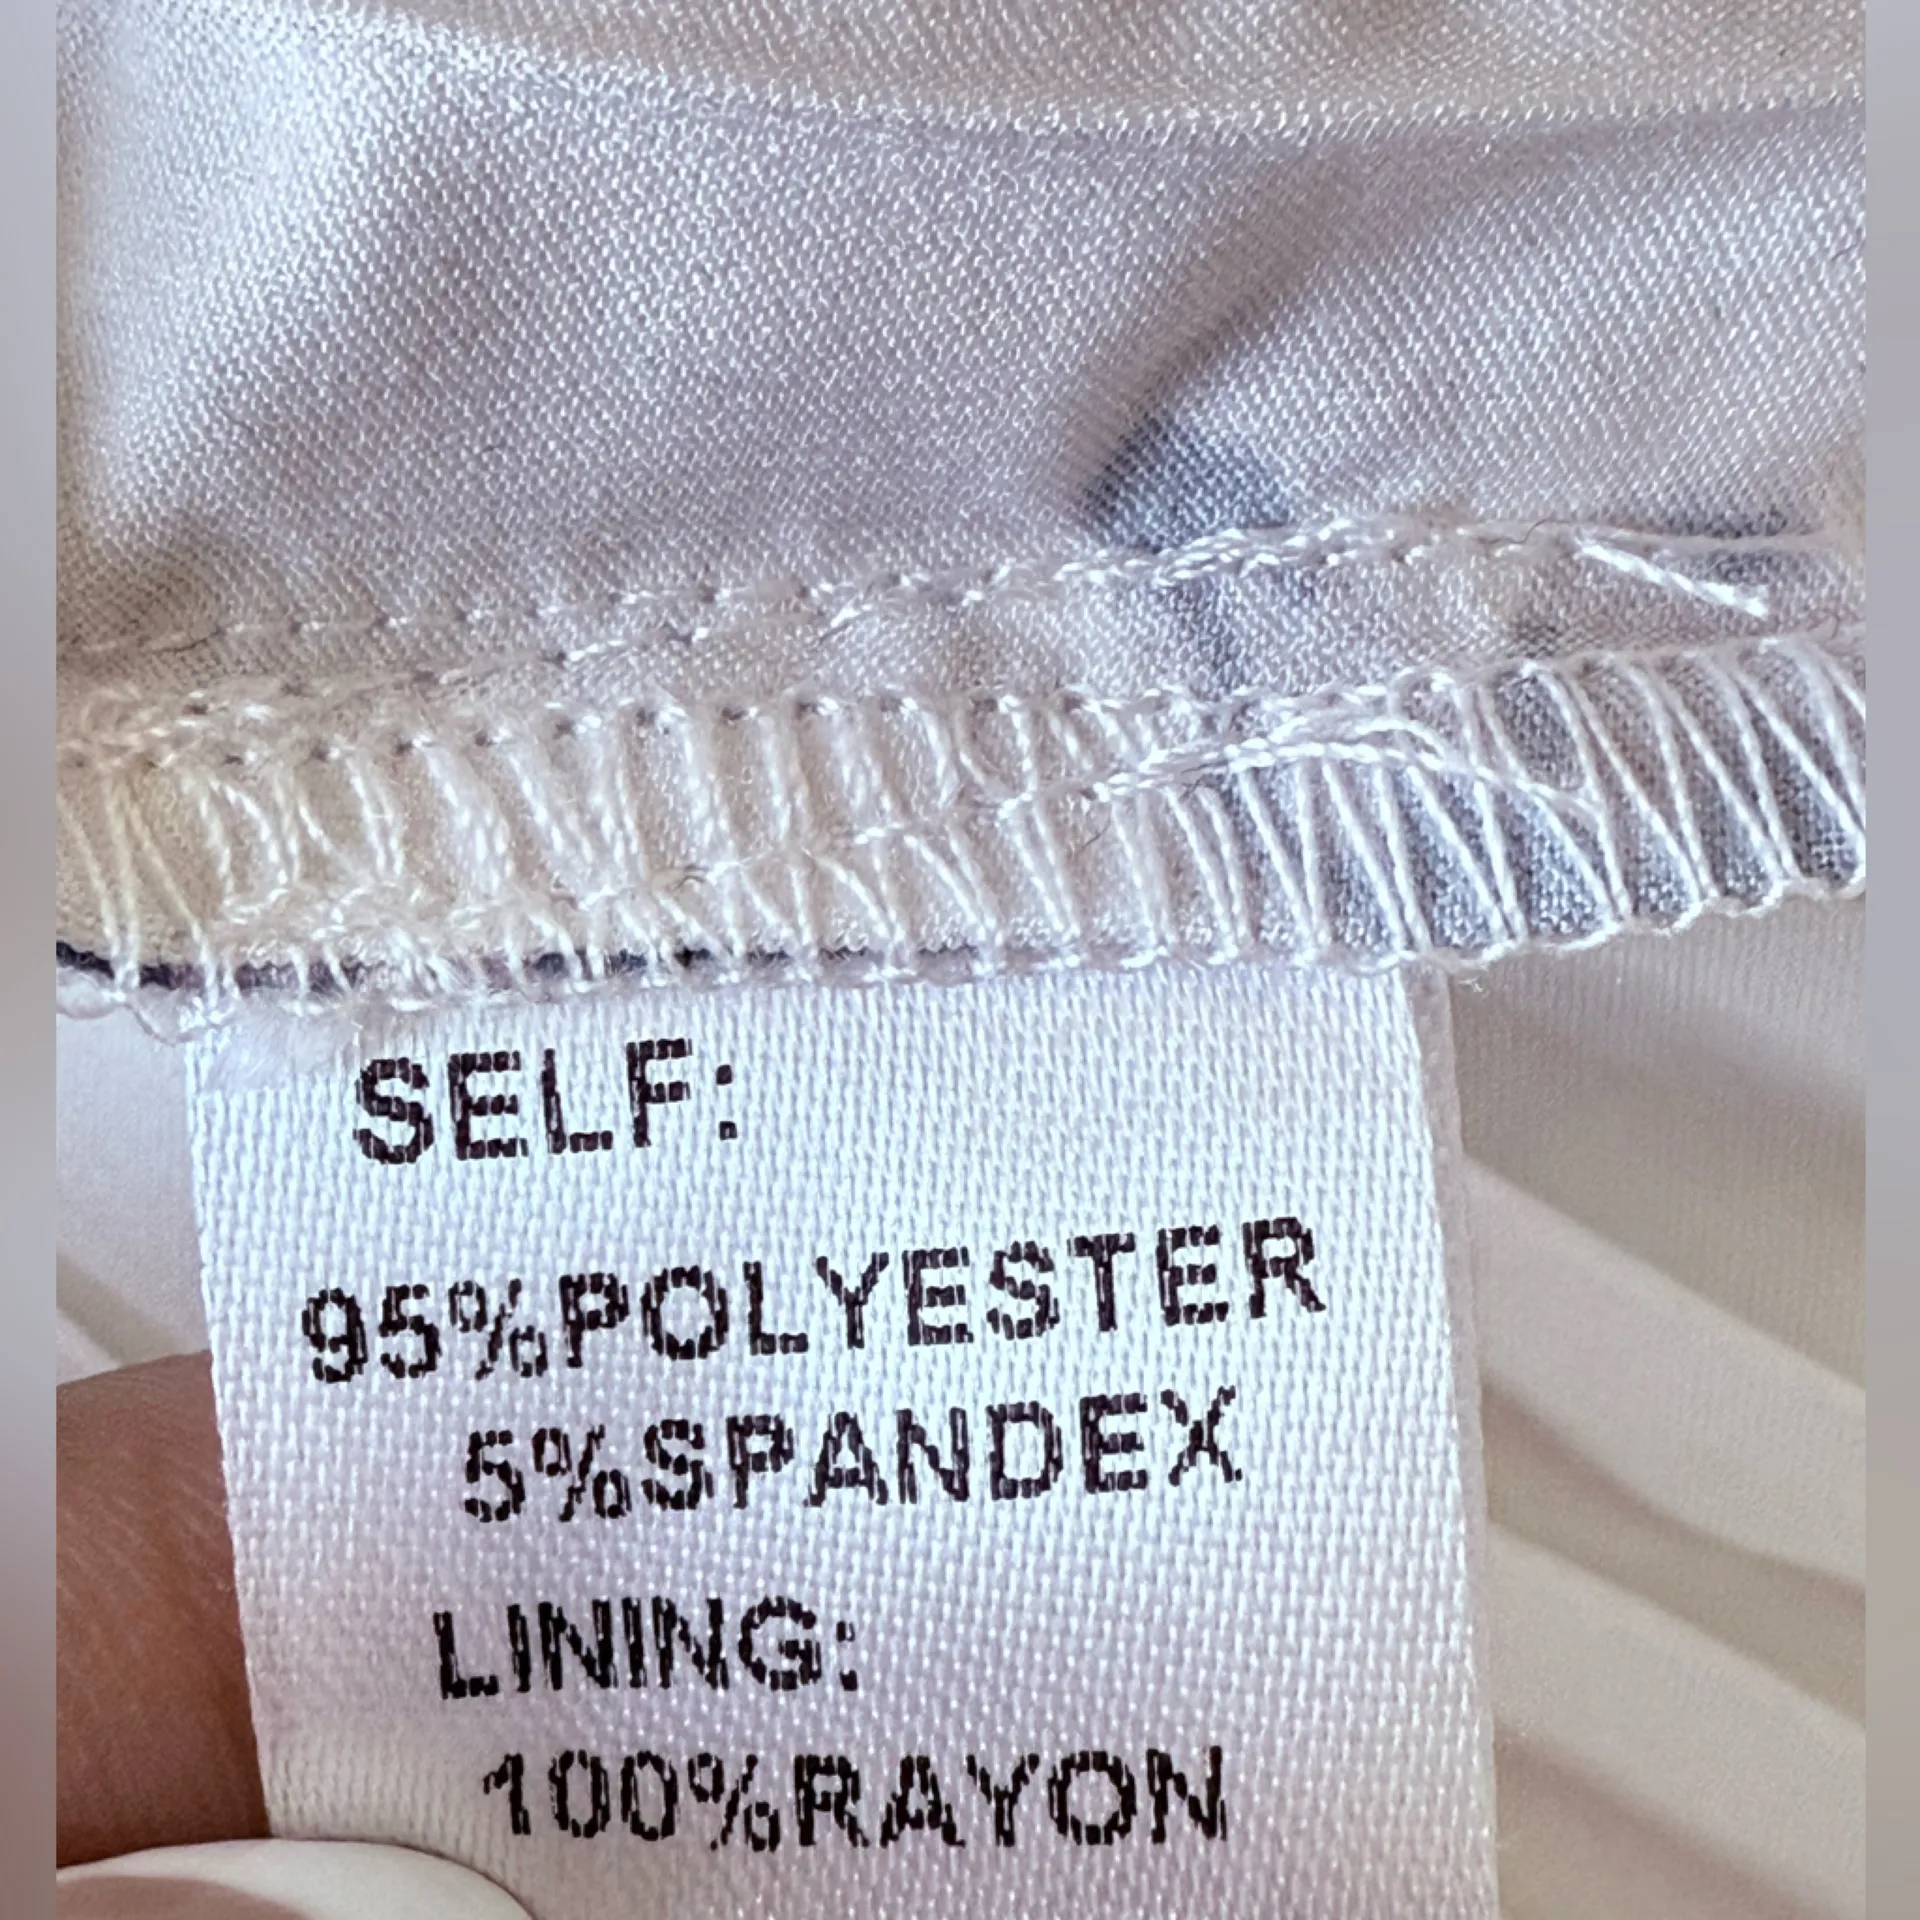 SELF:
95%POLYESTER
5%SPANDEX
LINING:
100%RAYON